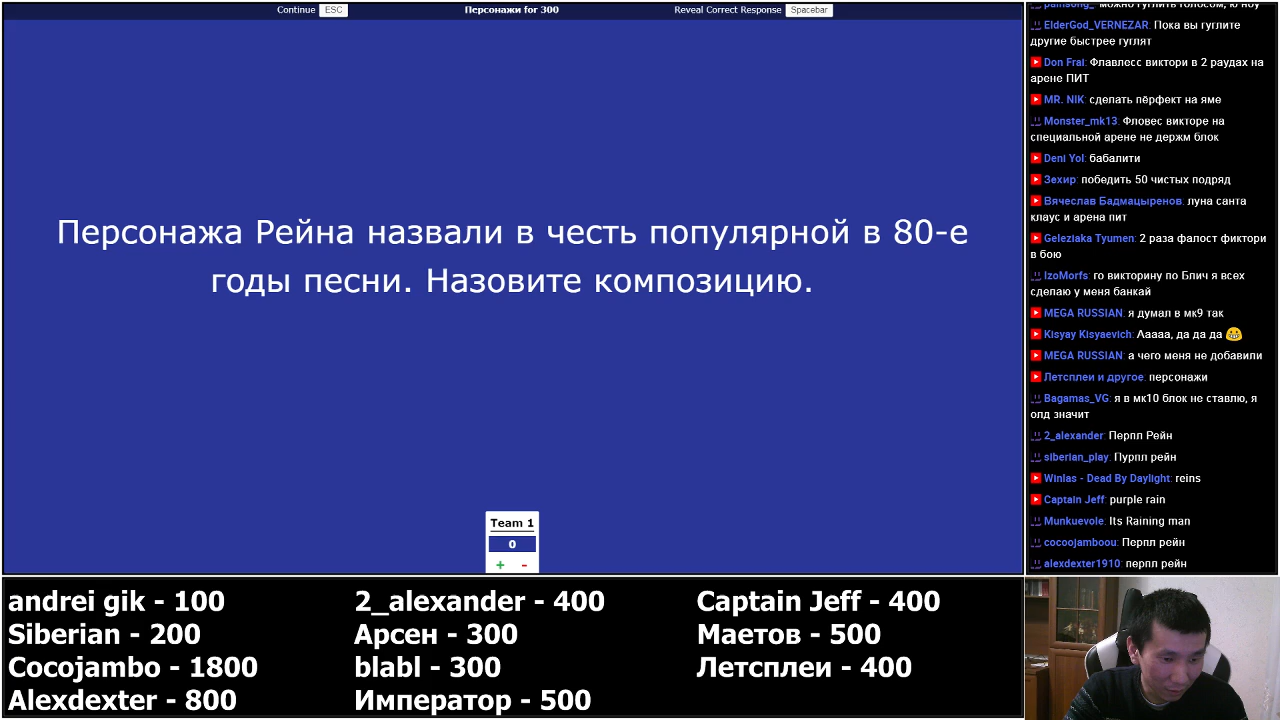 Continue ESC
Персонажи for 300
Reveal Correct Response Spacebar
Персонажа Рейна назвали в честь популярной в 80-е
годы песни. Назовите композицию.
Team 1
0
+ -
можно гуглить голосом, ю ноу
ElderGod_VERNEZAR: Пока вы гуглите
другие быстрее гуглят
Don Frai: Флавлесс виктори в 2 раудах на
арене ПИТ
MR. NIK: сделать пёрфект на яме
Monster_mk13: Фловес викторе на
специальной арене не держм блок
Deni Yol: бабалити
Зехир: победить 50 чистых подряд
Вячеслав Бадмацыренов: луна санта
клаус и арена пит
Geleziaka Tyumen: 2 раза фалост фиктори
в бою
IzoMorfs: го викторину по Блич я всех
сделаю у меня банкай
MEGA RUSSIAN: я думал в мк9 так
Kisyay Kisyaevich: Лаааа, да да да
MEGA RUSSIAN: а чего меня не добавили
Летсплеи и другое: персонажи
Bagamas_VG: я в мк10 блок не ставлю, я
олд значит
2_alexander: Перпл Рейн
siberian_play: Пурпл рейн
Winlas - Dead By Daylight: reins
Captain Jeff: purple rain
Munkuevole: Its Raining man
cocoojamboou: Перпл рейн
alexdexter1910: перпл рейн
andrei gik - 100
Siberian - 200
Cocojambo - 1800
Alexdexter - 800
2_alexander - 400
Арсен - 300
blabl - 300
Император - 500
Captain Jeff - 400
Маетов - 500
Летсплеи - 400